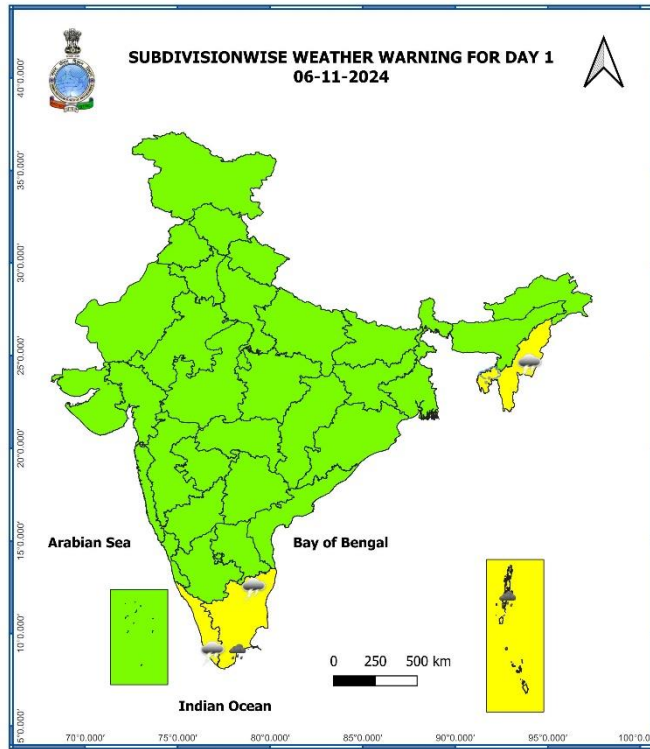 SUBDIVISIONWISE WEATHER WARNING FOR DAY 1
06-11-2024
40°0.000'
35°0.000'
30°0.000'
25°0.000'
20°0.000'
15°0.000'
10°0.000'
5°0.000'
Arabian Sea
Bay of Bengal
0 250 500 km
Indian Ocean
70°0.000' 75°0.000' 80°0.000' 85°0.000' 90°0.000' 95°0.000' 100°0.0